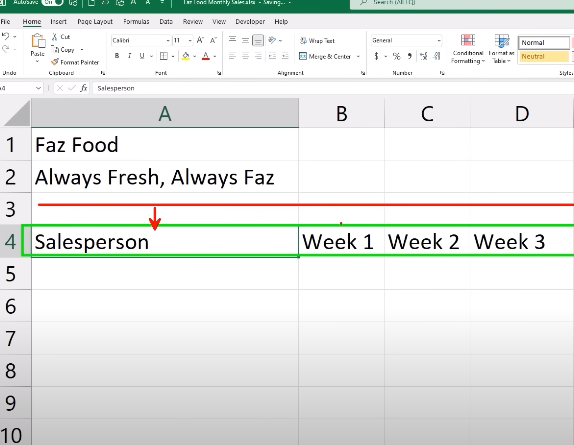 AutoSave On Faz Food Monthly Sales.xlsx - Saving... Search (Alt+Q)
File Home Insert Page Layout Formulas Data Review View Developer Help
Cut
Copy
Format Painter
Paste
Calibri 11
B I U
Wrap Text
Merge & Center
General
$ % 9
Conditional Formatting
Format as Table
Normal
Neutral
Undo Clipboard Font Alignment Number Styles
A4 fx Salesperson
A B C D
1 Faz Food
2 Always Fresh, Always Faz
3
4 Salesperson Week 1 Week 2 Week 3
5
6
7
8
9
10